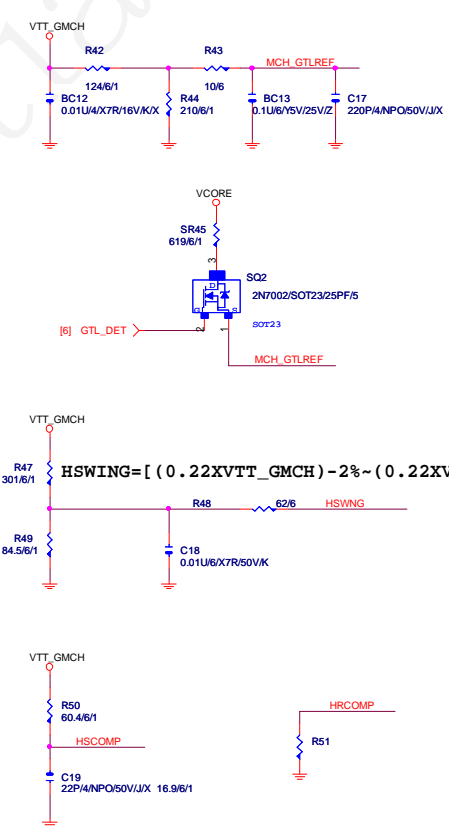 VTT_GMCH
R42
R43
MCH_GTLREF
124/6/1
10/6
BC12
0.01U/4/X7R/16V/K/X
R44
210/6/1
BC13
0.1U/6/Y5V/25V/Z
C17
220P/4/NPO/50V/J/X
VCORE
SR45
619/6/1
3
SQ2
D
2N7002/SOT23/25PF/5
G
S
SOT23
[6] GTL_DET
2
1
MCH_GTLREF
VTT_GMCH
R47
301/6/1
HSWING=[(0.22XVTT_GMCH)-2%~(0.22XV
R48
62/6
HSWNG
R49
84.5/6/1
C18
0.01U/6/X7R/50V/K
VTT_GMCH
R50
60.4/6/1
HRCOMP
HSCOMP
R51
C19
22P/4/NPO/50V/J/X 16.9/6/1